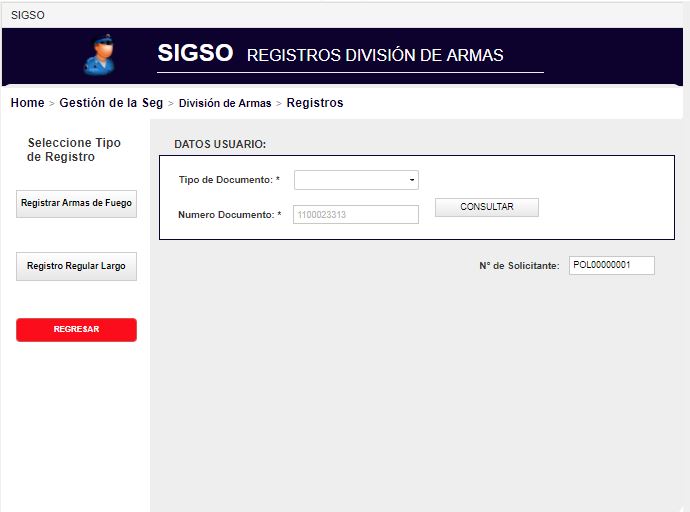 SIGSO
SIGSO REGISTROS DIVISIÓN DE ARMAS
Home > Gestión de la Seg > División de Armas > Registros
Seleccione Tipo
de Registro
Registrar Armas de Fuego
Registro Regular Largo
REGRESAR
DATOS USUARIO:
Tipo de Documento: *
Numero Documento: * 1100023313
CONSULTAR
N° de Solicitante: POL00000001